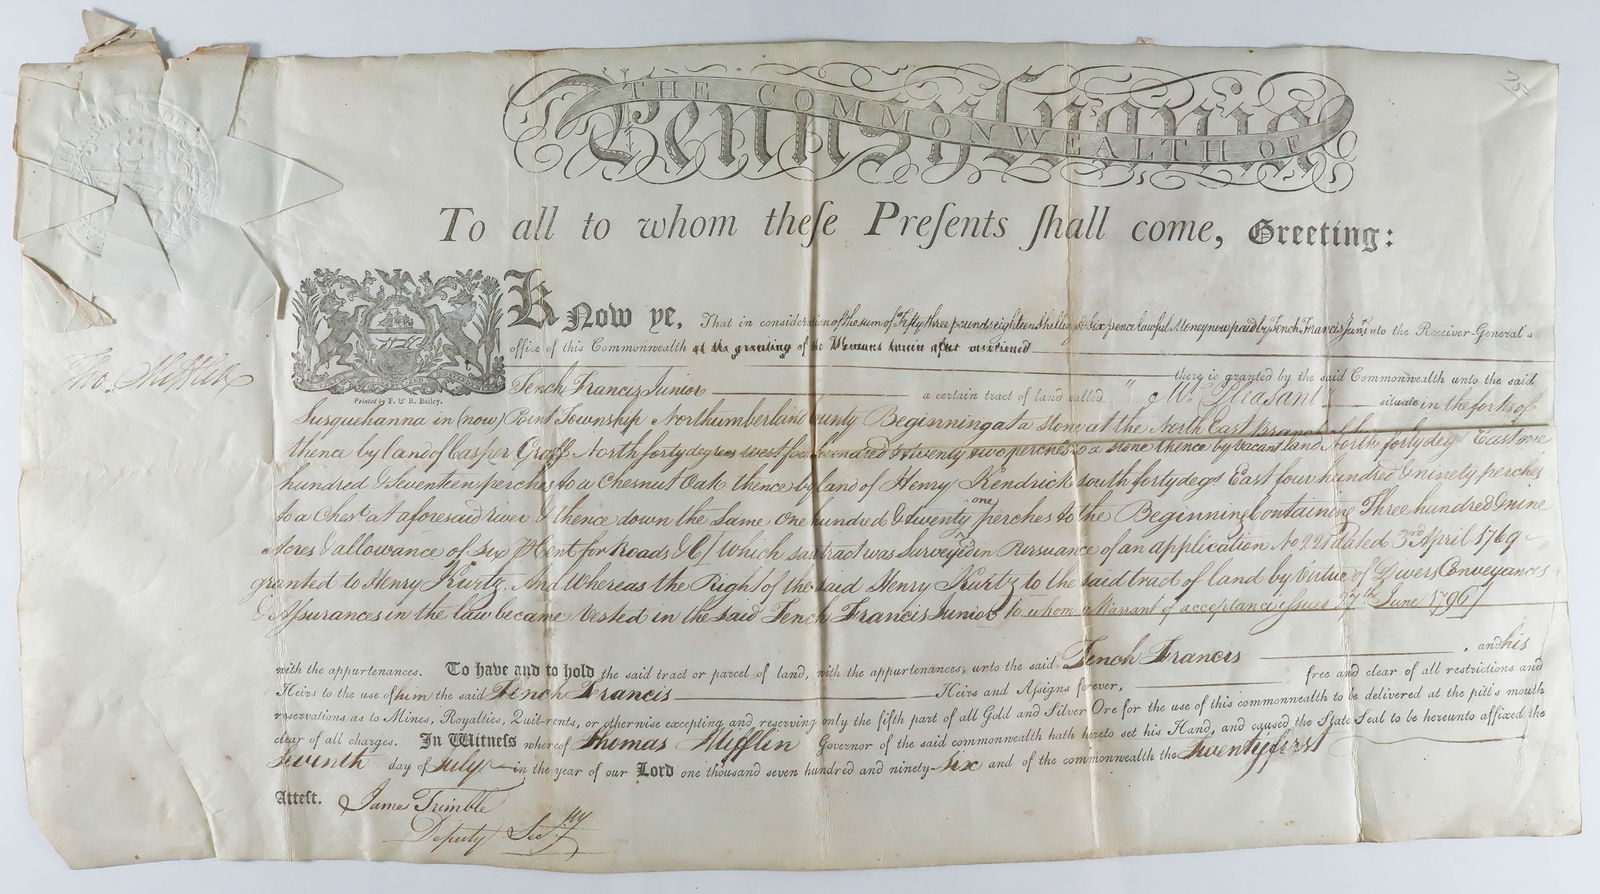 THE COMMONWEALTH OF
Pennsylvania
75
To all to whom theſe Preſents ſhall come, Greeting:
Know ye, That in consideration of the sum of Fifty three pounds eighteen shillings & six pence lawful Money now paid by Tench Francis Junr. into the Receiver-General's
office of this Commonwealth at the granting of the Warrant herein after mentioned
there is granted by the said Commonwealth unto the said
Tho. Mifflin
Printed by F. & R. Bailey.
Tench Francis Junior a certain tract of land called "Mt. Pleasant" situate in the forks of
Susquehanna in (now) Point Township Northumberland County Beginning at a stone at the North East Branch of
thence by land of Casper Groff North forty degrees west four hundred & twenty two perches to a stone thence by vacant land North forty degs. East one
hundred & Seventeen perches to a Chesnut Oak thence by land of Henry Kendrick south forty degs East four hundred & ninety perches
to a Chest. at aforesaid river & thence down the Same one hundred & twenty one perches to the Beginning Containing Three hundred & nine
Acres & allowance of six P Cent for Roads &c [Which said tract was Surveyed in Pursuance of an application No 221 dated 3rd April 1769
granted to Henry Kurtz. And Whereas the Right of the said Henry Kurtz to the said tract of land by Virtue of Divers Conveyances
& Aſsurances in the law became Vested in the said Tench Francis Junior to whom a Warrant of acceptance issued 27th June 1796]
with the appurtenances. To have and to hold the said tract or parcel of land, with the appurtenances, unto the said Tench Francis, and his
Heirs to the use of him the said Tench Francis Heirs and Aſsigns forever, free and clear of all restrictions and
reservations as to Mines, Royalties, Quit-rents, or otherwise excepting and reserving only the fifth part of all Gold and Silver Ore for the use of this commonwealth to be delivered at the pitt's mouth
clear of all charges. In Witneſs whereof Thomas Mifflin Governor of the said commonwealth hath hereto set his Hand, and caused the State Seal to be hereunto affixed the
Seventh day of July in the year of our Lord one thousand seven hundred and ninety-six and of the commonwealth the Twenty first
Atteſt. James Trimble
Deputy Secty